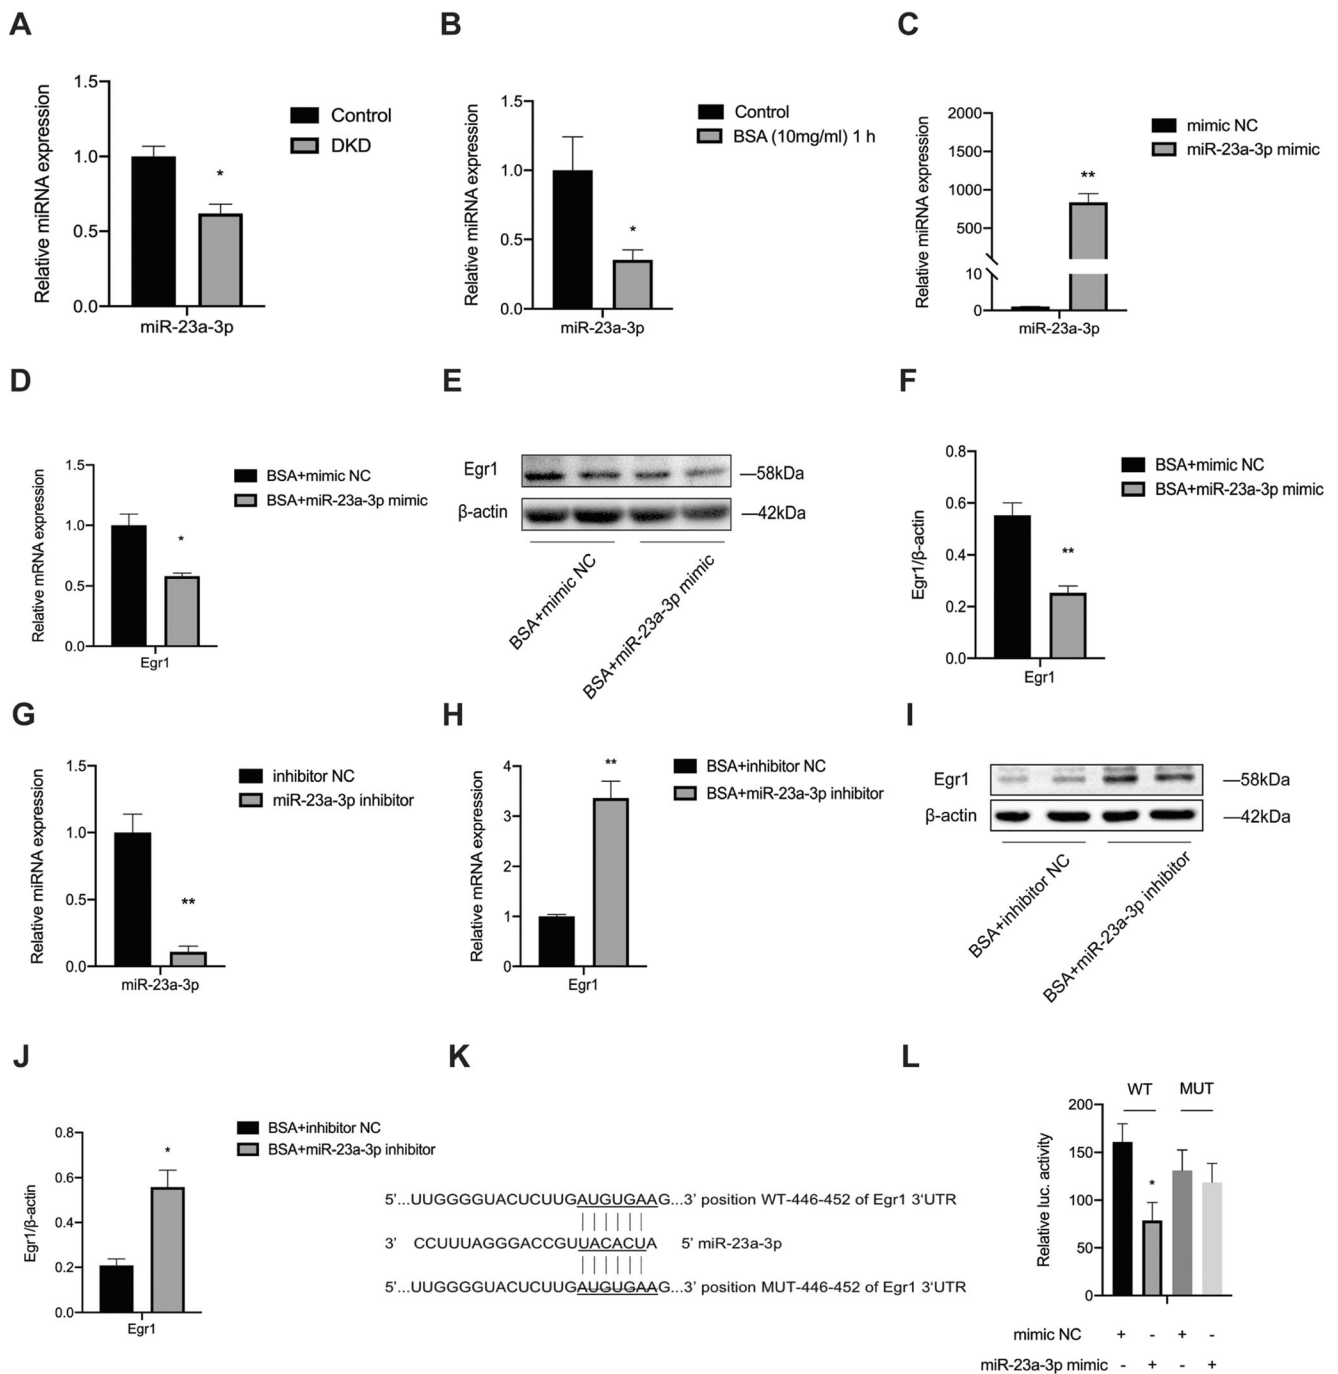 A
1.5
1.0
0.5
0.0
Relative miRNA expression
*
miR-23a-3p
Control
DKD
B
1.5
1.0
0.5
0.0
Relative miRNA expression
*
miR-23a-3p
Control
BSA (10mg/ml) 1 h
C
2000
1500
1000
500
10
0
Relative miRNA expression
**
miR-23a-3p
mimic NC
miR-23a-3p mimic
D
1.5
1.0
0.5
0.0
Relative mRNA expression
*
Egr1
BSA+mimic NC
BSA+miR-23a-3p mimic
E
Egr1
—58kDa
β-actin
—42kDa
BSA+mimic NC
BSA+miR-23a-3p mimic
F
0.8
0.6
0.4
0.2
0.0
Egr1/β-actin
**
Egr1
BSA+mimic NC
BSA+miR-23a-3p mimic
G
1.5
1.0
0.5
0.0
Relative miRNA expression
**
miR-23a-3p
inhibitor NC
miR-23a-3p inhibitor
H
4
3
2
1
0
Relative mRNA expression
**
Egr1
BSA+inhibitor NC
BSA+miR-23a-3p inhibitor
I
Egr1
—58kDa
β-actin
—42kDa
BSA+inhibitor NC
BSA+miR-23a-3p inhibitor
J
0.8
0.6
0.4
0.2
0.0
Egr1/β-actin
*
Egr1
BSA+inhibitor NC
BSA+miR-23a-3p inhibitor
K
5'...UUGGGGUACUCUUGAUGUGAAG...3' position WT-446-452 of Egr1 3'UTR
3' CCUUUAGGGACCGUUACACUA 5' miR-23a-3p
5'...UUGGGGUACUCUUGAUGUGAAG...3' position MUT-446-452 of Egr1 3'UTR
L
WT MUT
200
150
100
50
0
Relative luc. activity
*
mimic NC + - + -
miR-23a-3p mimic - + - +